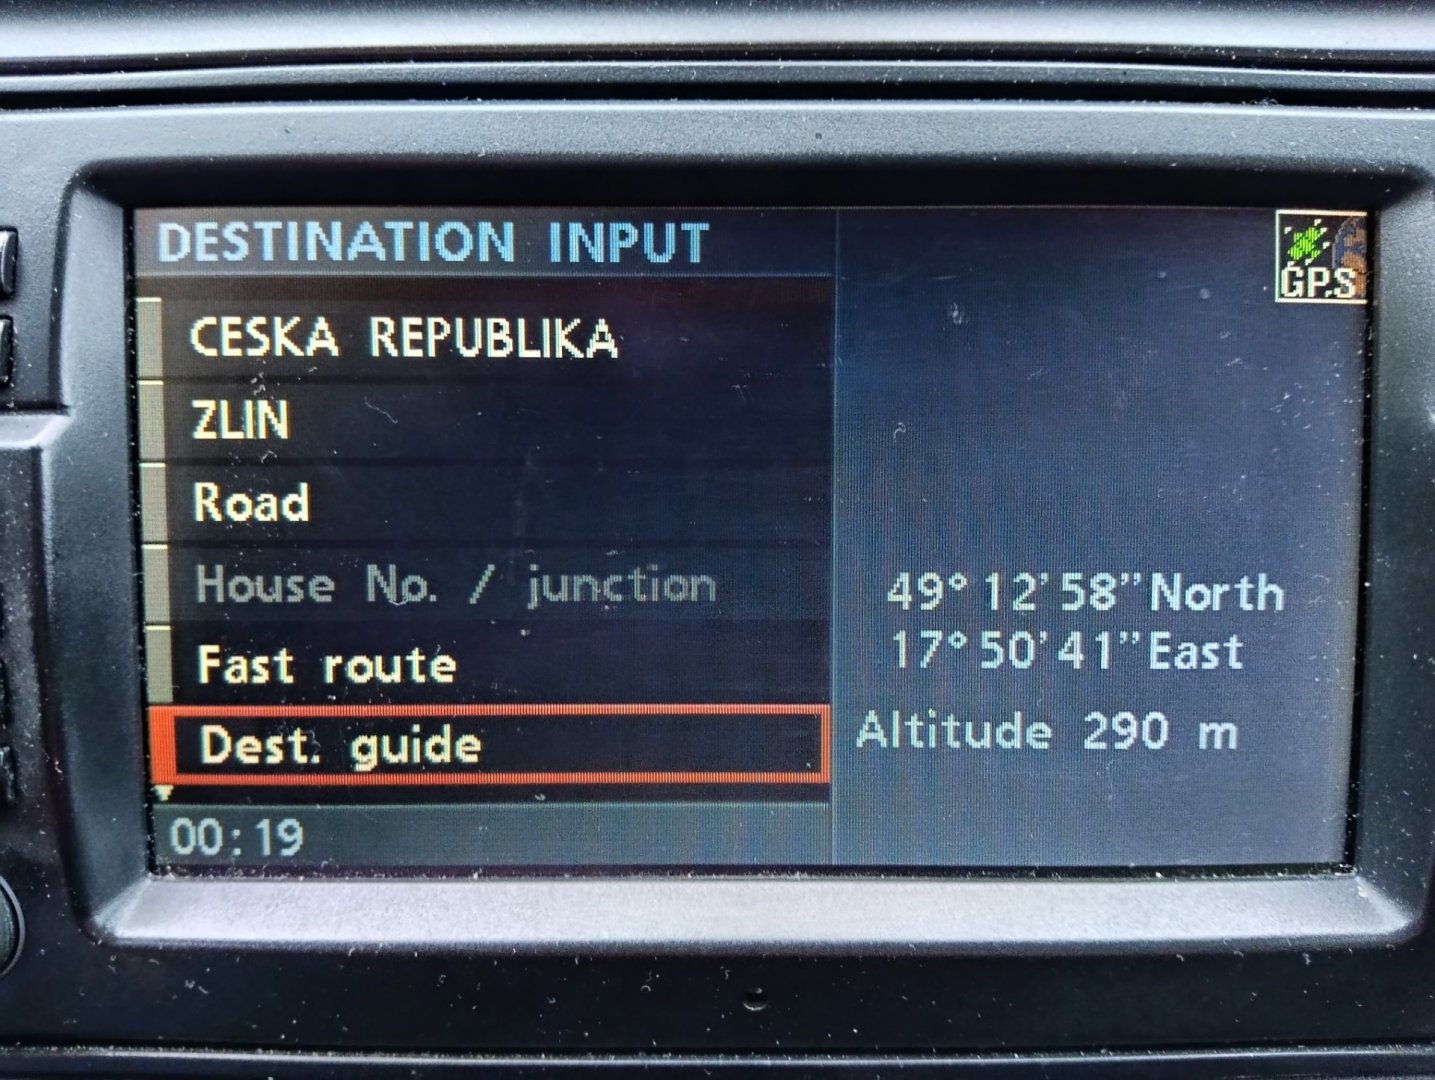 DESTINATION INPUT
GPS
CESKA REPUBLIKA
ZLIN
Road
House No. / junction
Fast route
Dest. guide
00:19
49° 12' 58” North
17° 50' 41” East
Altitude 290 m